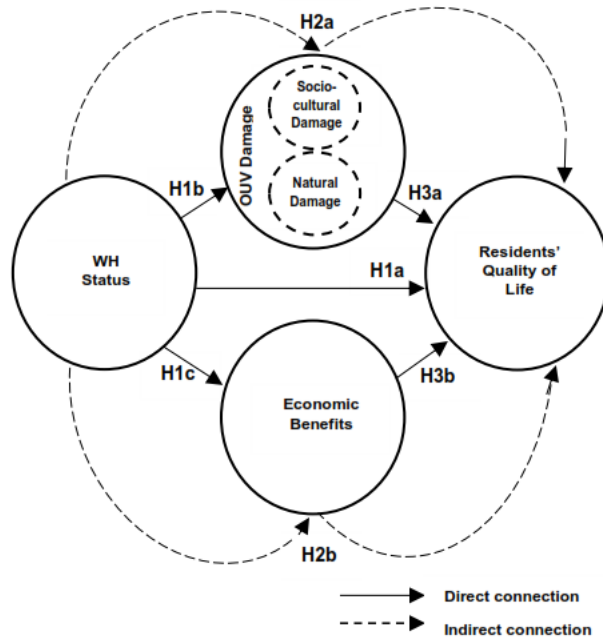 H2a
Socio-
cultural
Damage
OUV Damage
Natural
Damage
H1b
H3a
WH
Status
H1a
Residents’
Quality of
Life
H1c
H3b
Economic
Benefits
H2b
Direct connection
Indirect connection